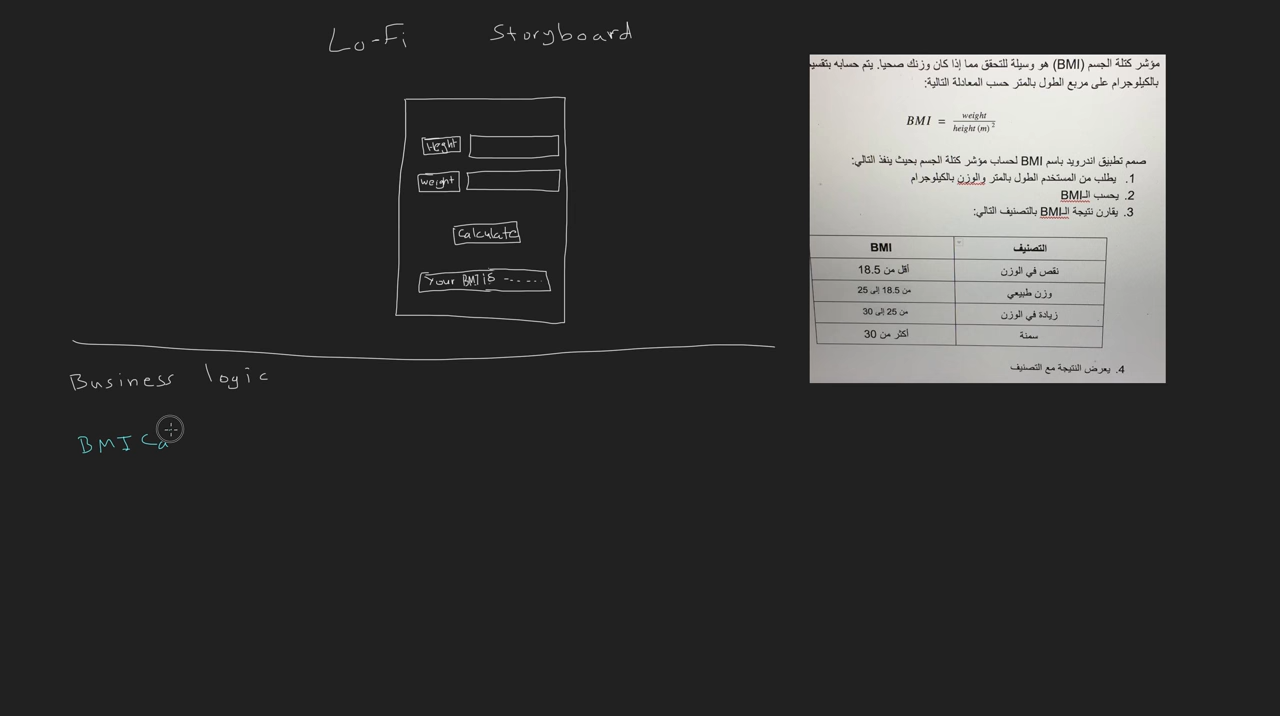 Lo-Fi Storyboard
Heght
weight
Calculate
Your BMI is -.....
Business logic
BMI Ca
مؤشر كتلة الجسم (BMI) هو وسيلة للتحقق مما إذا كان وزنك صحيا. يتم حسابه بتقسيم
بالكيلوجرام على مربع الطول بالمتر حسب المعادلة التالية:
BMI = weight / height (m) ²
صمم تطبيق اندرويد باسم BMI لحساب مؤشر كتلة الجسم بحيث ينفذ التالي:
1. يطلب من المستخدم الطول بالمتر والوزن بالكيلوجرام
2. يحسب الـBMI
3. يقارن نتيجة الـBMI بالتصنيف التالي:
التصنيف BMI
نقص في الوزن أقل من 18.5
وزن طبيعي من 18.5 إلى 25
زيادة في الوزن من 25 إلى 30
سمنة أكثر من 30
4. يعرض النتيجة مع التصنيف